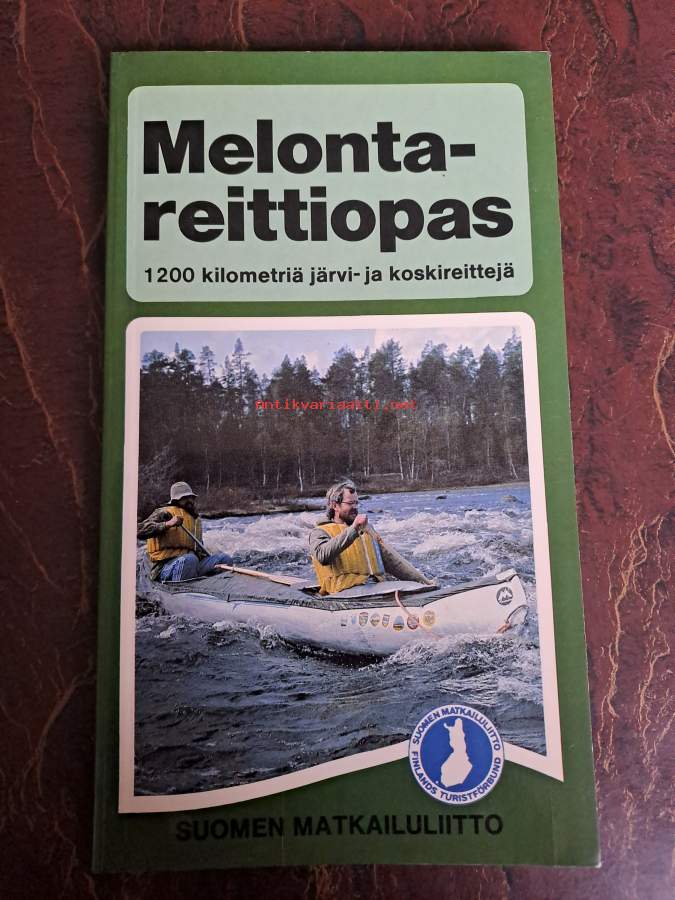 Melonta-
reittiopas
1200 kilometriä järvi- ja koskireittejä
antikvariaatti.net
SUOMEN MATKAILULIITTO
FINLANDS TURISTFÖRBUND
SUOMEN MATKAILULIITTO